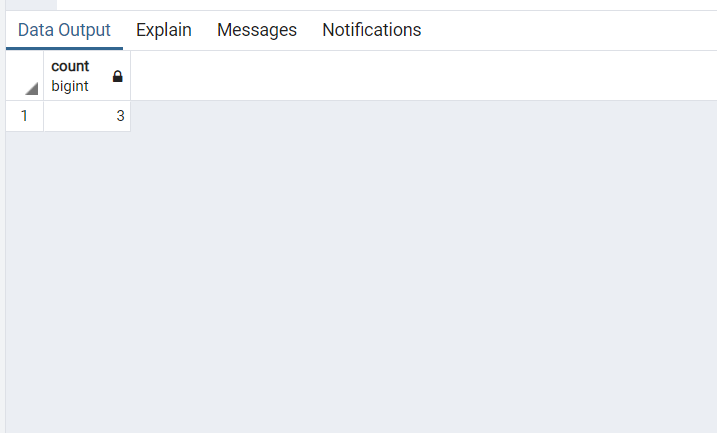 Data Output Explain Messages Notifications
count
bigint
1 3